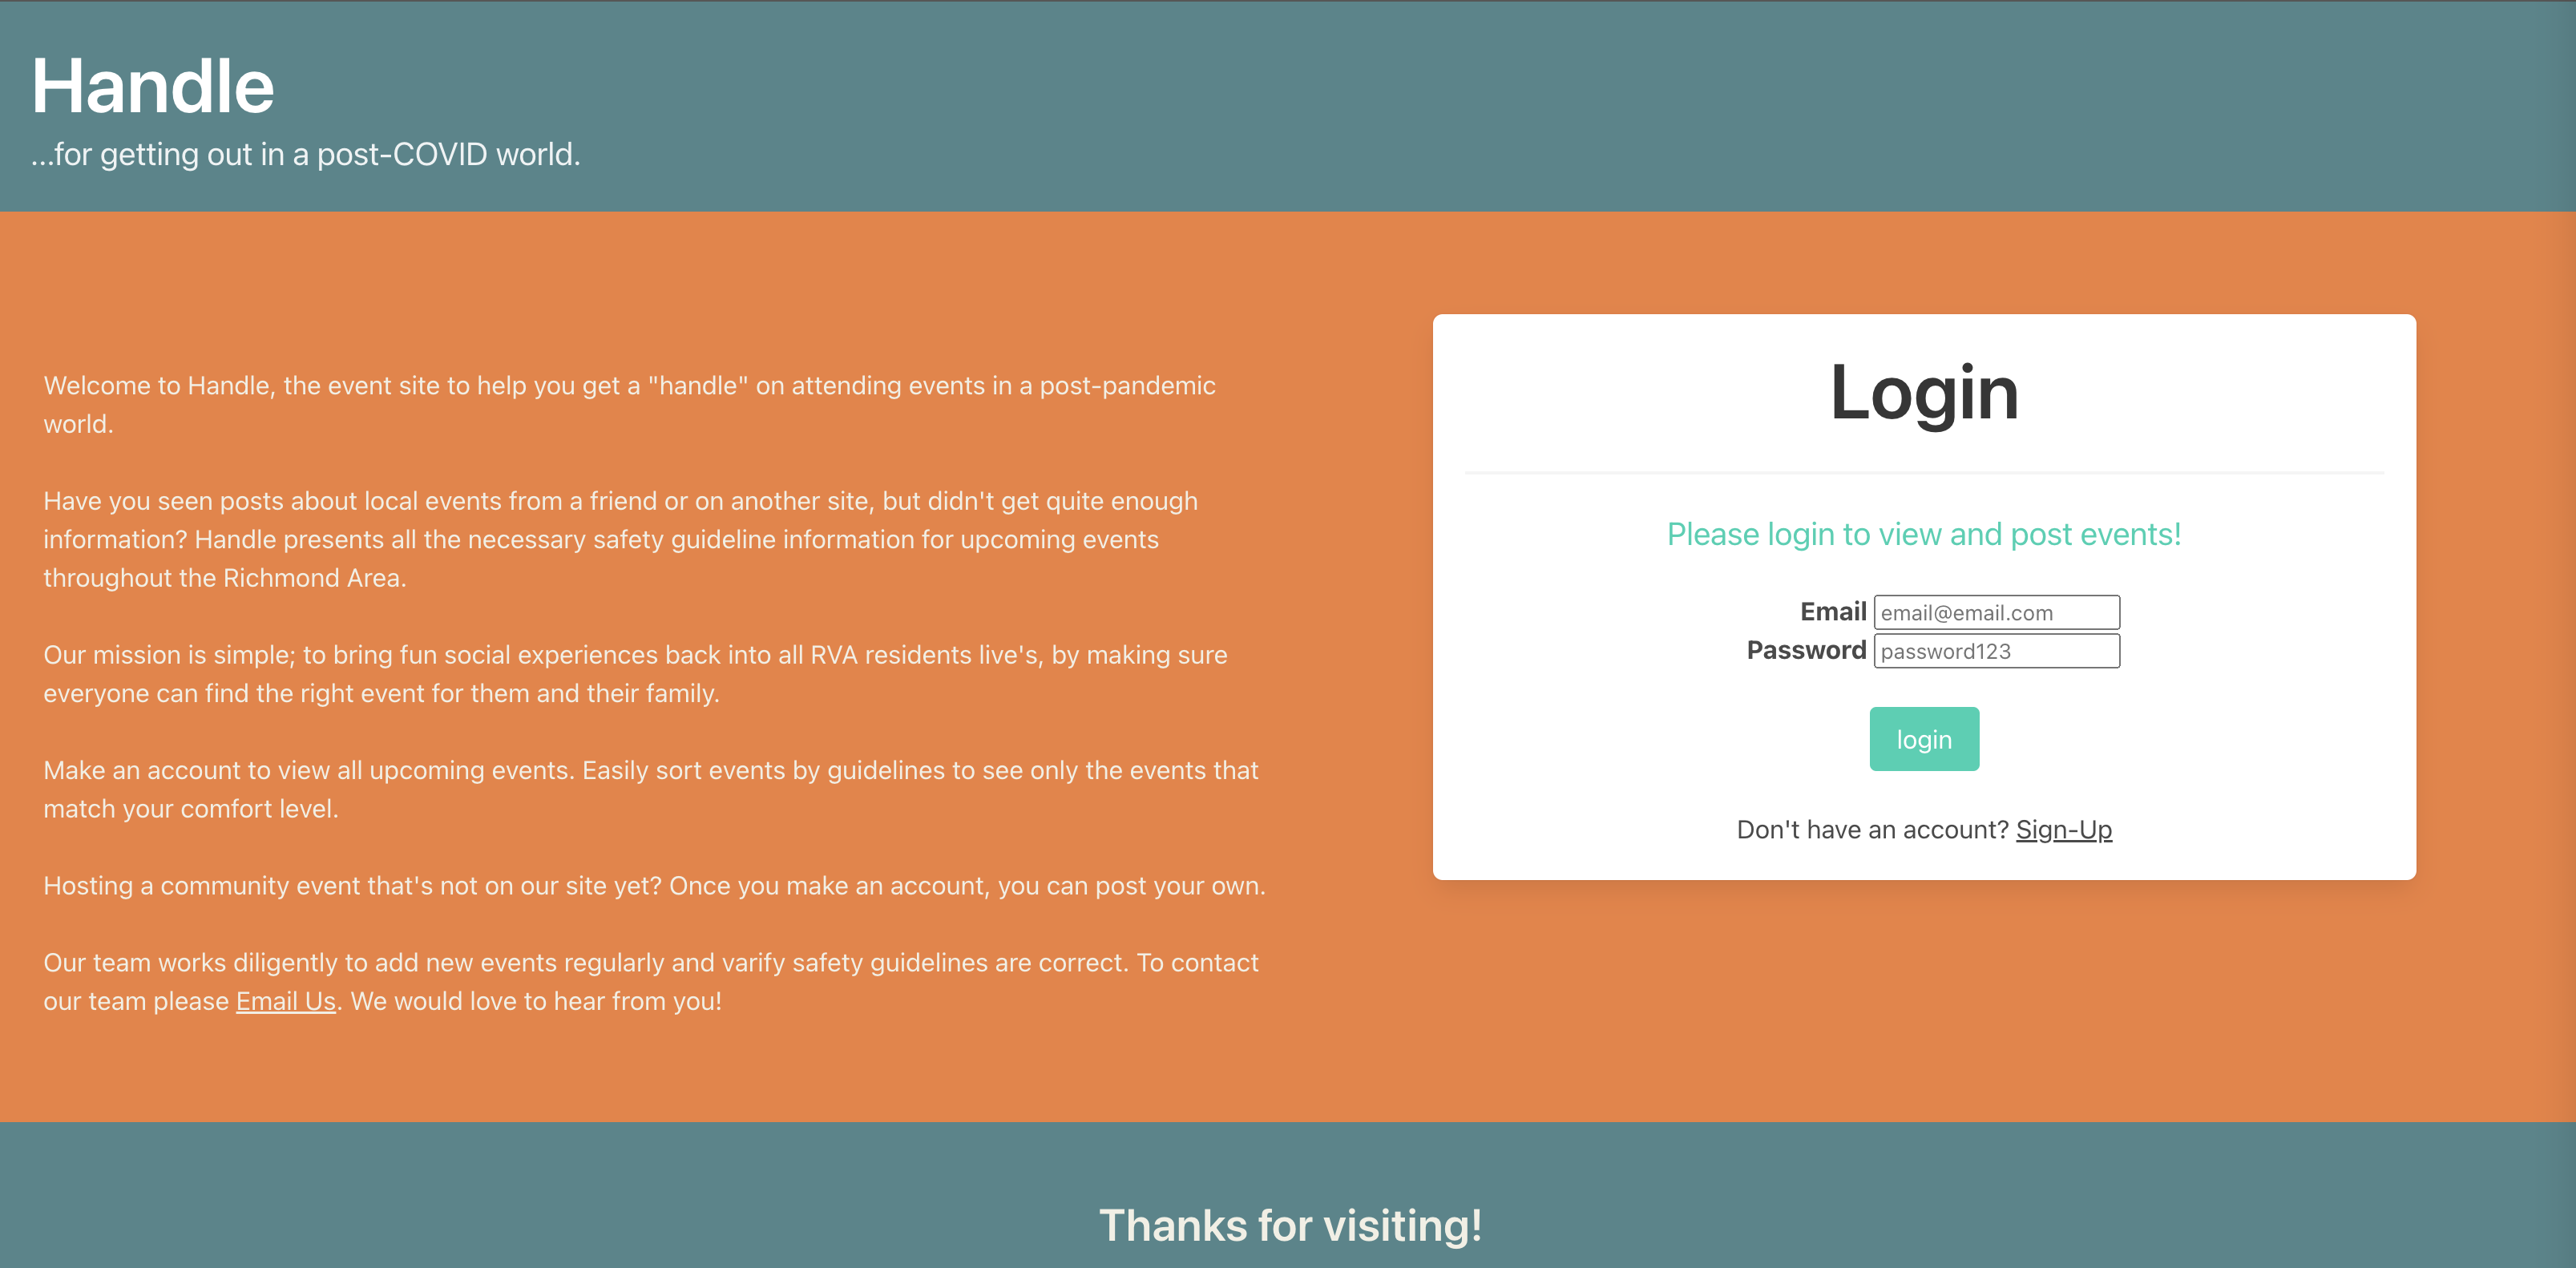 Handle
...for getting out in a post-COVID world.
Welcome to Handle, the event site to help you get a "handle" on attending events in a post-pandemic
world.
Have you seen posts about local events from a friend or on another site, but didn't get quite enough
information? Handle presents all the necessary safety guideline information for upcoming events
throughout the Richmond Area.
Our mission is simple; to bring fun social experiences back into all RVA residents live's, by making sure
everyone can find the right event for them and their family.
Make an account to view all upcoming events. Easily sort events by guidelines to see only the events that
match your comfort level.
Hosting a community event that's not on our site yet? Once you make an account, you can post your own.
Our team works diligently to add new events regularly and varify safety guidelines are correct. To contact
our team please Email Us. We would love to hear from you!
Login
Please login to view and post events!
Email email@email.com
Password password123
login
Don't have an account? Sign-Up
Thanks for visiting!